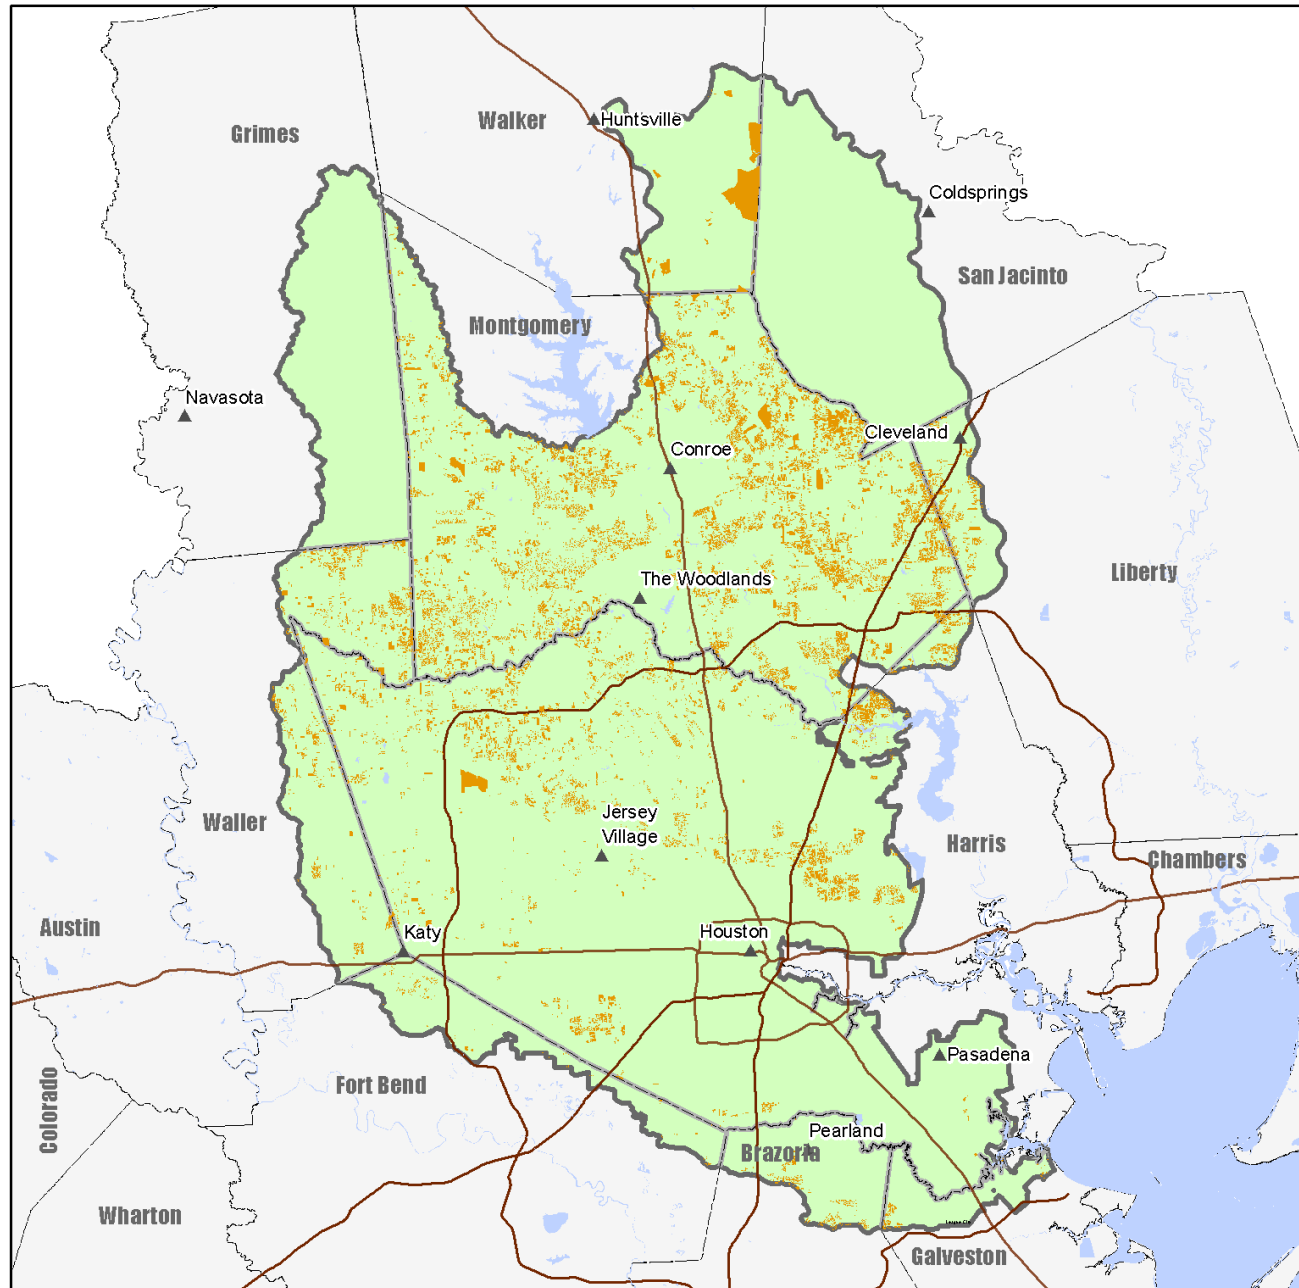 Huntsville
Walker
Grimes
Coldsprings
San Jacinto
Montgomery
Navasota
Cleveland
Conroe
The Woodlands
Liberty
Jersey
Village
Waller
Harris
Chambers
Austin
Katy
Houston
Pasadena
Fort Bend
Colorado
Pearland
Brazoria
Wharton
Galveston